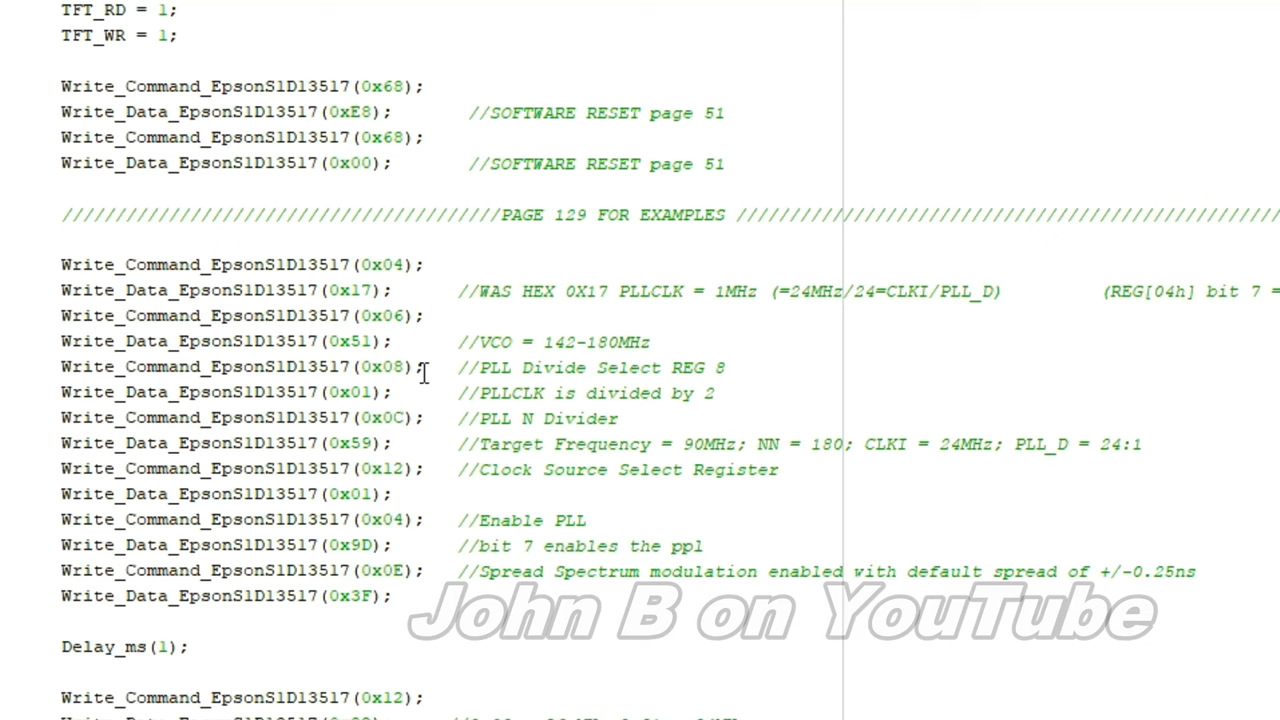 TFT_RD = 1;
TFT_WR = 1;
Write_Command_EpsonS1D13517(0x68);
Write_Data_EpsonS1D13517(0xE8); //SOFTWARE RESET page 51
Write_Command_EpsonS1D13517(0x68);
Write_Data_EpsonS1D13517(0x00); //SOFTWARE RESET page 51
/////////////////////////////////////////PAGE 129 FOR EXAMPLES ///////////////////////////////////////////////////
Write_Command_EpsonS1D13517(0x04);
Write_Data_EpsonS1D13517(0x17); //WAS HEX 0X17 PLLCLK = 1MHz (=24MHz/24=CLKI/PLL_D) (REG[04h] bit 7 =
Write_Command_EpsonS1D13517(0x06);
Write_Data_EpsonS1D13517(0x51); //VCO = 142-180MHz
Write_Command_EpsonS1D13517(0x08); //PLL Divide Select REG 8
Write_Data_EpsonS1D13517(0x01); //PLLCLK is divided by 2
Write_Command_EpsonS1D13517(0x0C); //PLL N Divider
Write_Data_EpsonS1D13517(0x59); //Target Frequency = 90MHz; NN = 180; CLKI = 24MHz; PLL_D = 24:1
Write_Command_EpsonS1D13517(0x12); //Clock Source Select Register
Write_Data_EpsonS1D13517(0x01);
Write_Command_EpsonS1D13517(0x04); //Enable PLL
Write_Data_EpsonS1D13517(0x9D); //bit 7 enables the ppl
Write_Command_EpsonS1D13517(0x0E); //Spread Spectrum modulation enabled with default spread of +/-0.25ns
Write_Data_EpsonS1D13517(0x3F);
John B on YouTube
Delay_ms(1);
Write_Command_EpsonS1D13517(0x12);